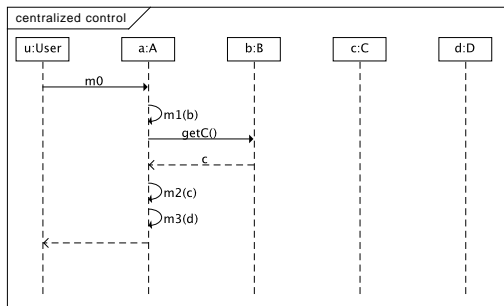 centralized control
u:User a:A b:B c:C d:D
m0
m1(b)
getC()
c
m2(c)
m3(d)